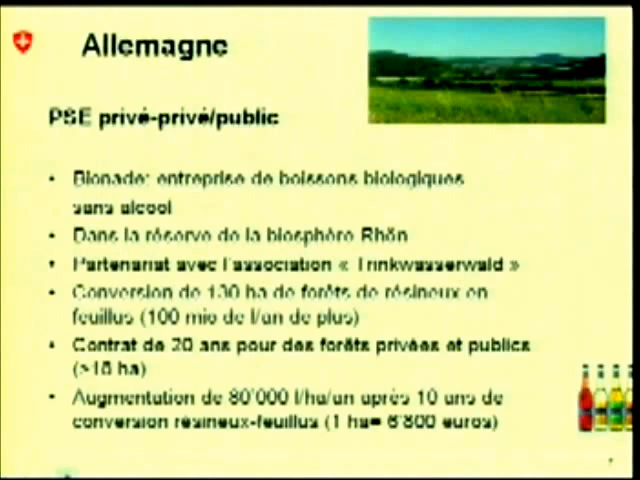 Allemagne
PSE privé-privé/public
• Bionade: entreprise de boissons biologiques
sans alcool
• Dans la réserve de la biosphère Rhön
• Partenariat avec l'association « Trinkwasserwald »
• Conversion de 130 ha de forêts de résineux en
feuillus (100 mio de l/an de plus)
• Contrat de 20 ans pour des forêts privées et publics
ha)
• Augmentation de 80'000 l/ha/an après 10 ans de
conversion résineux-feuillus (1 ha= 6'800 euros)